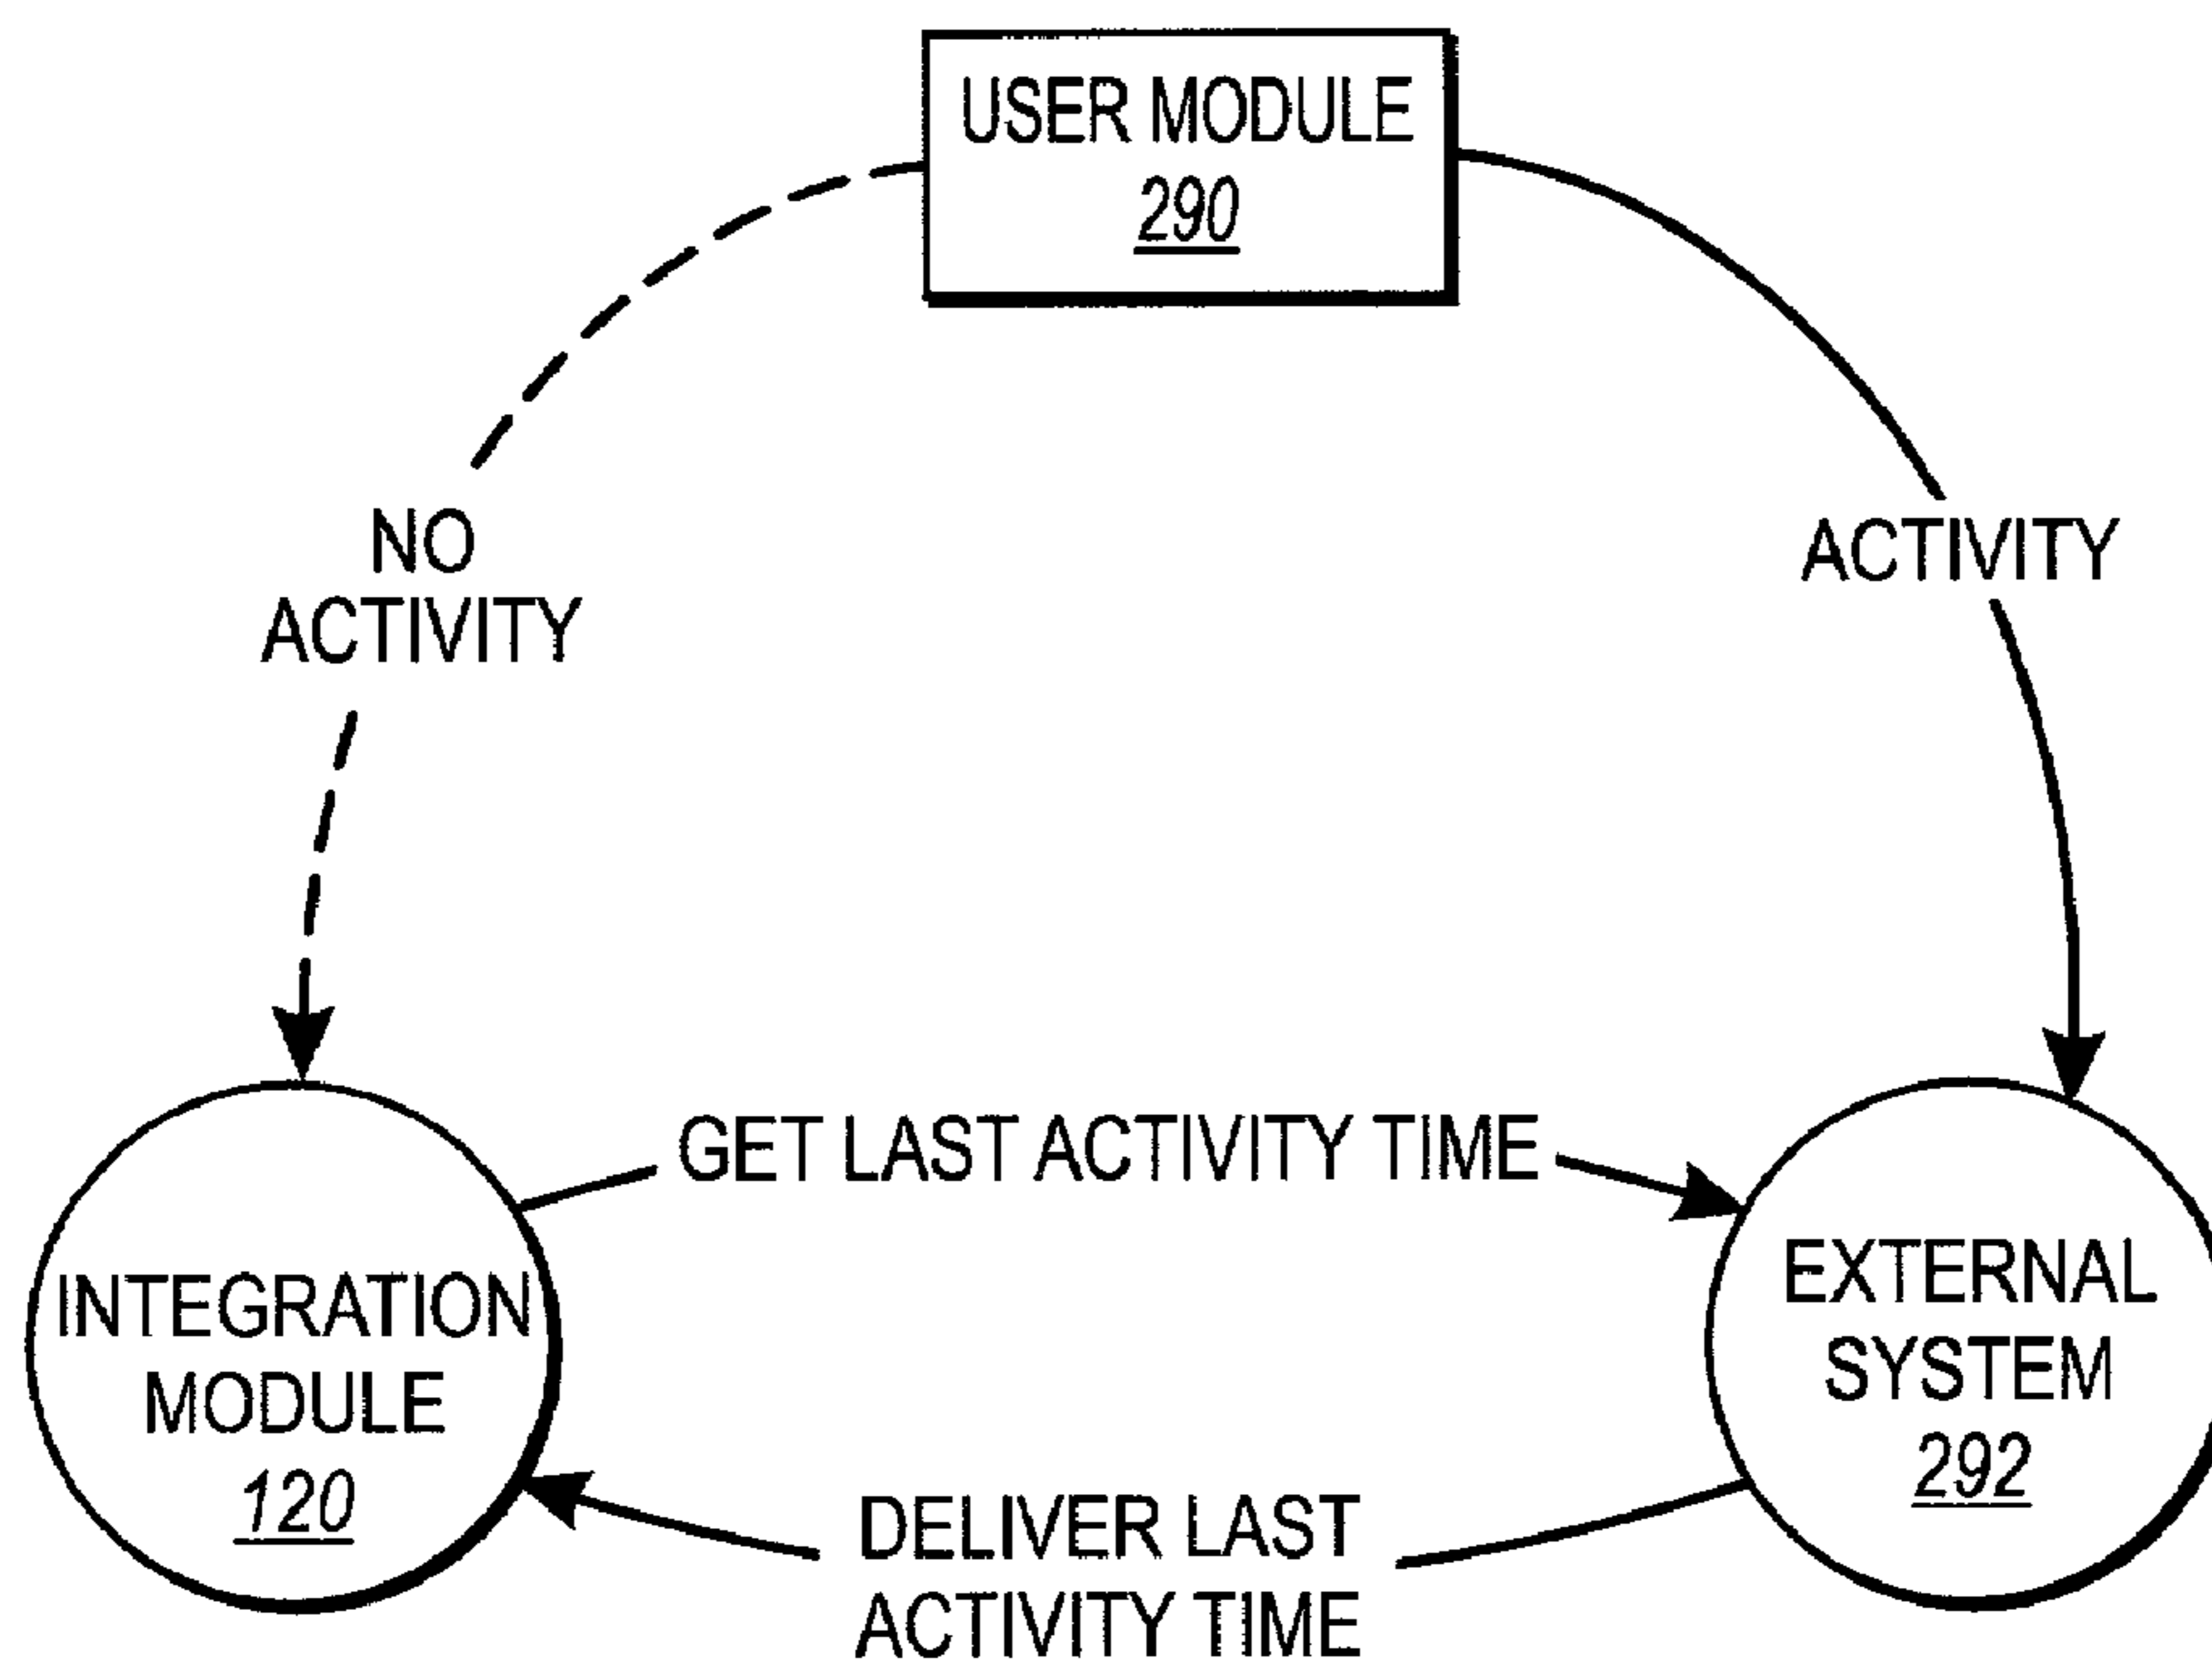 USER MODULE
290
NO
ACTIVITY
ACTIVITY
GET LAST ACTIVITY TIME
INTEGRATION
MODULE
120
EXTERNAL
SYSTEM
292
DELIVER LAST
ACTIVITY TIME